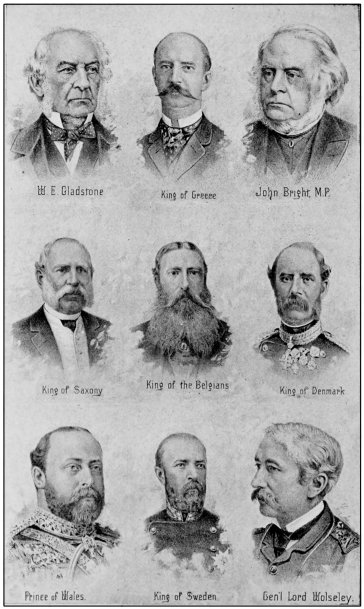 W. E. Gladstone
King of Greece
John Bright, M.P.
King of Saxony
King of the Belgians
King of Denmark
Prince of Wales.
King of Sweden.
Gen'l Lord Wolseley.